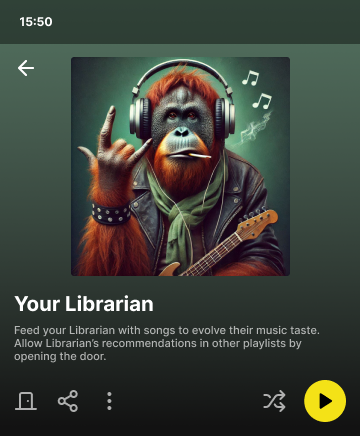 15:50
Your Librarian
Feed your Librarian with songs to evolve their music taste.
Allow Librarian's recommendations in other playlists by
opening the door.